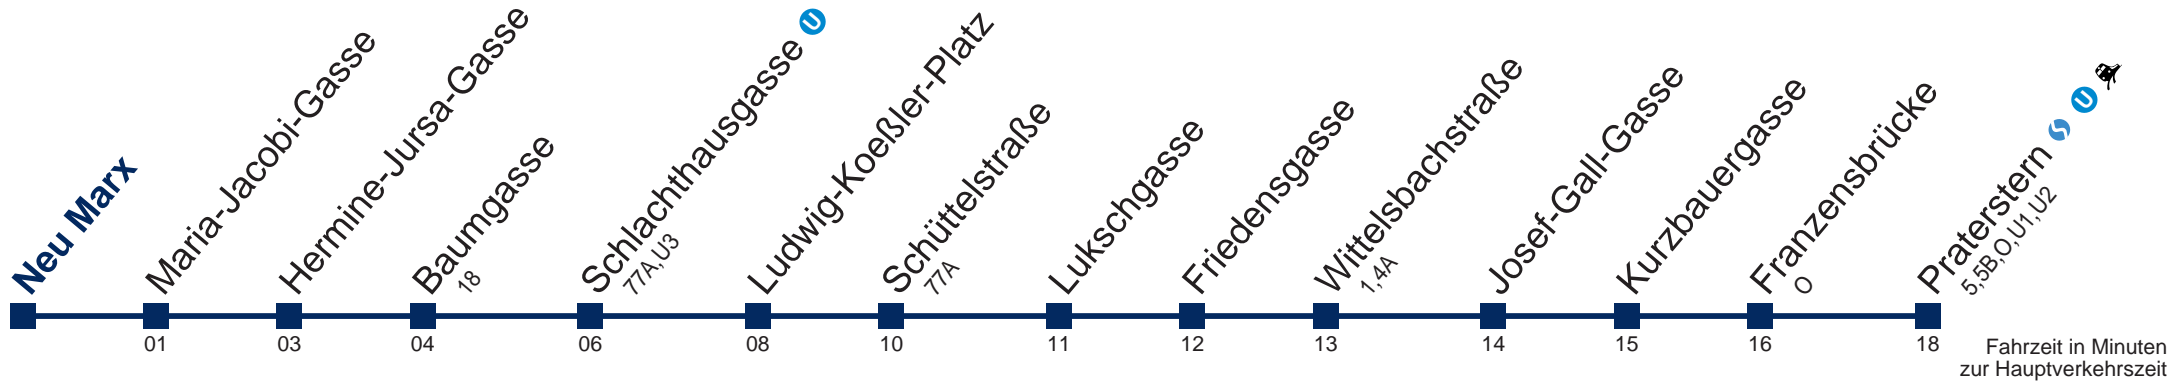 Neu Marx
Maria-Jacobi-Gasse
Hermine-Jursa-Gasse
Baumgasse
18
Schlachthausgasse U
77A,U3
Ludwig-Koeßler-Platz
Schüttelstraße
77A
Lukschgasse
Friedensgasse
Wittelsbachstraße
1,4A
Josef-Gall-Gasse
Kurzbauergasse
Franzensbrücke
O
Praterstern S U
5,5B,O,U1,U2
01 03 04 06 08 10 11 12 13 14 15 16 18
Fahrzeit in Minuten
zur Hauptverkehrszeit